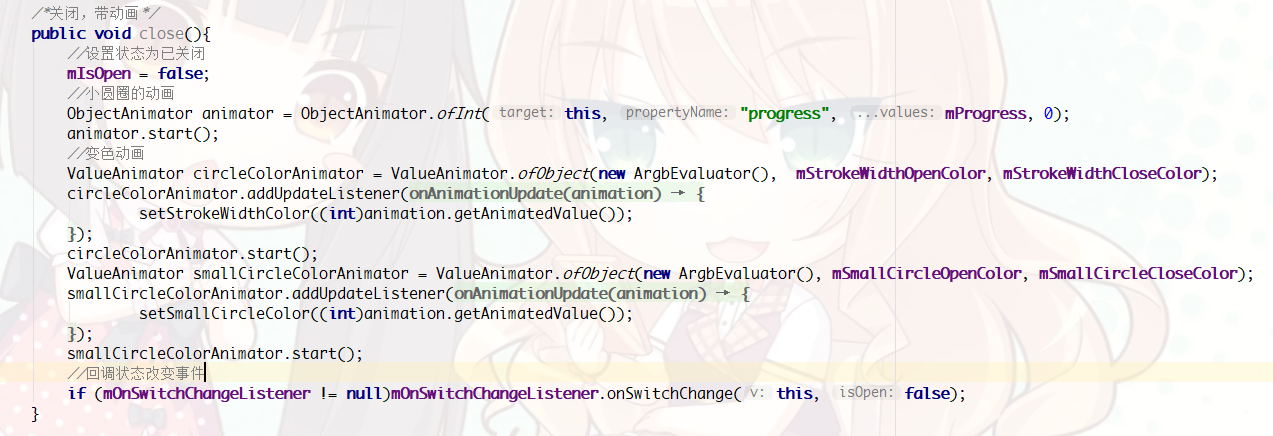 /*关闭，带动画*/
public void close(){
//设置状态为已关闭
mIsOpen = false;
//小圆圈的动画
ObjectAnimator animator = ObjectAnimator.ofInt( target: this, propertyName: "progress", ...values: mProgress, 0);
animator.start();
//变色动画
ValueAnimator circleColorAnimator = ValueAnimator.ofObject(new ArgbEvaluator(), mStrokeWidthOpenColor, mStrokeWidthCloseColor);
circleColorAnimator.addUpdateListener(onAnimationUpdate(animation) → {
setStrokeWidthColor((int)animation.getAnimatedValue());
});
circleColorAnimator.start();
ValueAnimator smallCircleColorAnimator = ValueAnimator.ofObject(new ArgbEvaluator(), mSmallCircleOpenColor, mSmallCircleCloseColor);
smallCircleColorAnimator.addUpdateListener(onAnimationUpdate(animation) → {
setSmallCircleColor((int)animation.getAnimatedValue());
});
smallCircleColorAnimator.start();
//回调状态改变事件
if (mOnSwitchChangeListener != null)mOnSwitchChangeListener.onSwitchChange( v: this, isOpen: false);
}